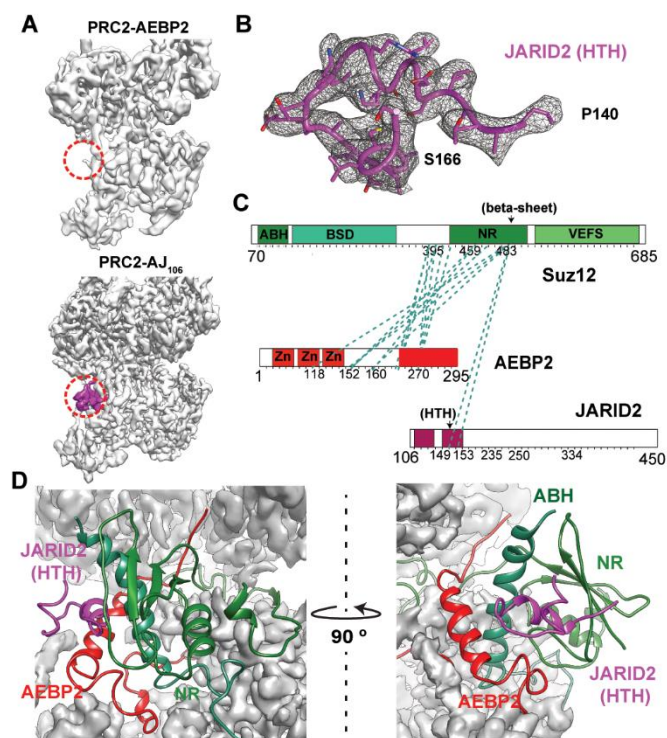 A
PRC2-AEBP2
PRC2-AJ106
B
JARID2 (HTH)
P140
S166
C
(beta-sheet)
ABH
BSD
NR
VEFS
70
395
459
483
685
Suz12
Zn
Zn
Zn
1
118
152
160
270
295
AEBP2
(HTH)
JARID2
106
149
153
235
250
334
450
D
JARID2
(HTH)
AEBP2
NR
90 º
ABH
NR
JARID2
(HTH)
AEBP2